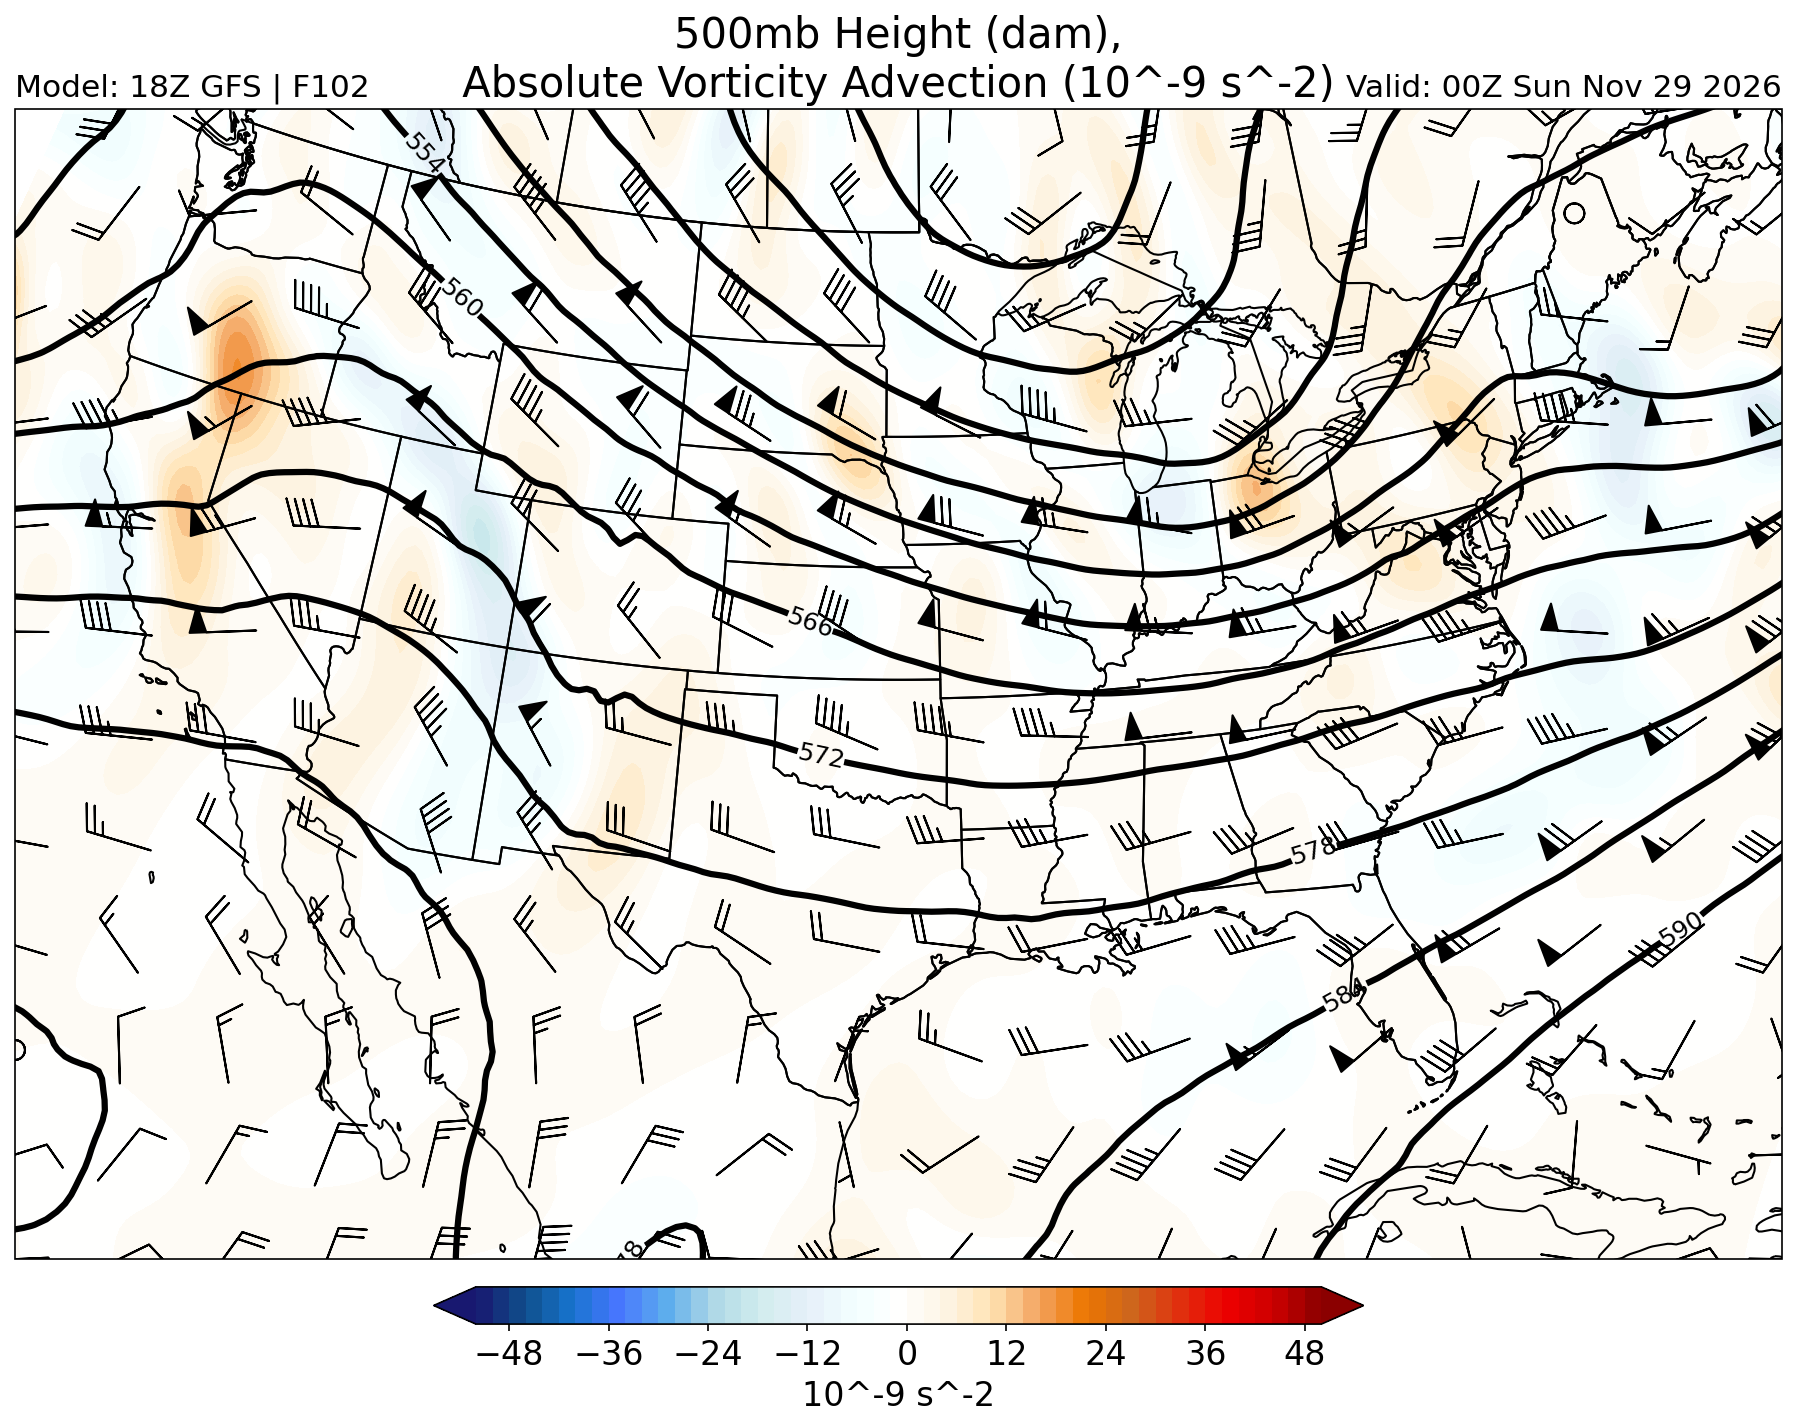 500mb Height (dam),
Model: 18Z GFS | F102
Absolute Vorticity Advection (10^-9 s^-2)
Valid: 00Z Sun Nov 29 2026
554
560
566
572
578
584
590
8
−48 −36 −24 −12 0 12 24 36 48
10^-9 s^-2